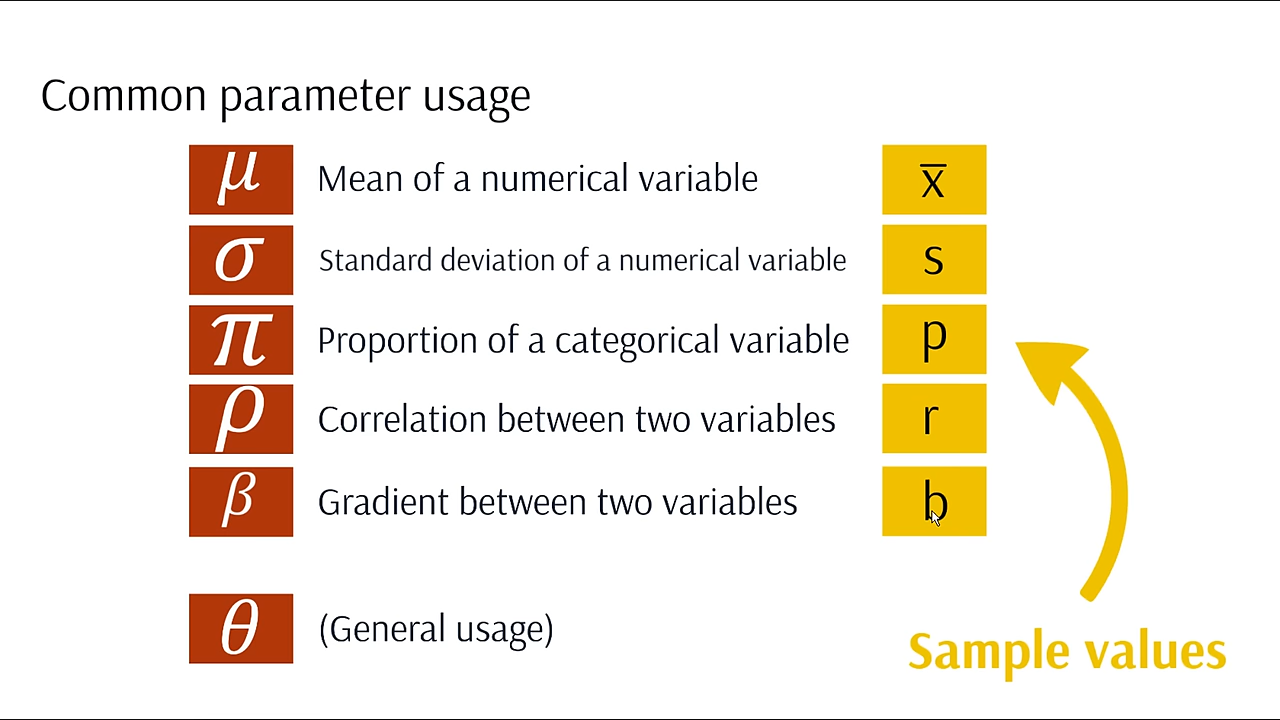 Common parameter usage
μ Mean of a numerical variable x̅
σ Standard deviation of a numerical variable s
π Proportion of a categorical variable p
ρ Correlation between two variables r
β Gradient between two variables b
θ (General usage)
Sample values